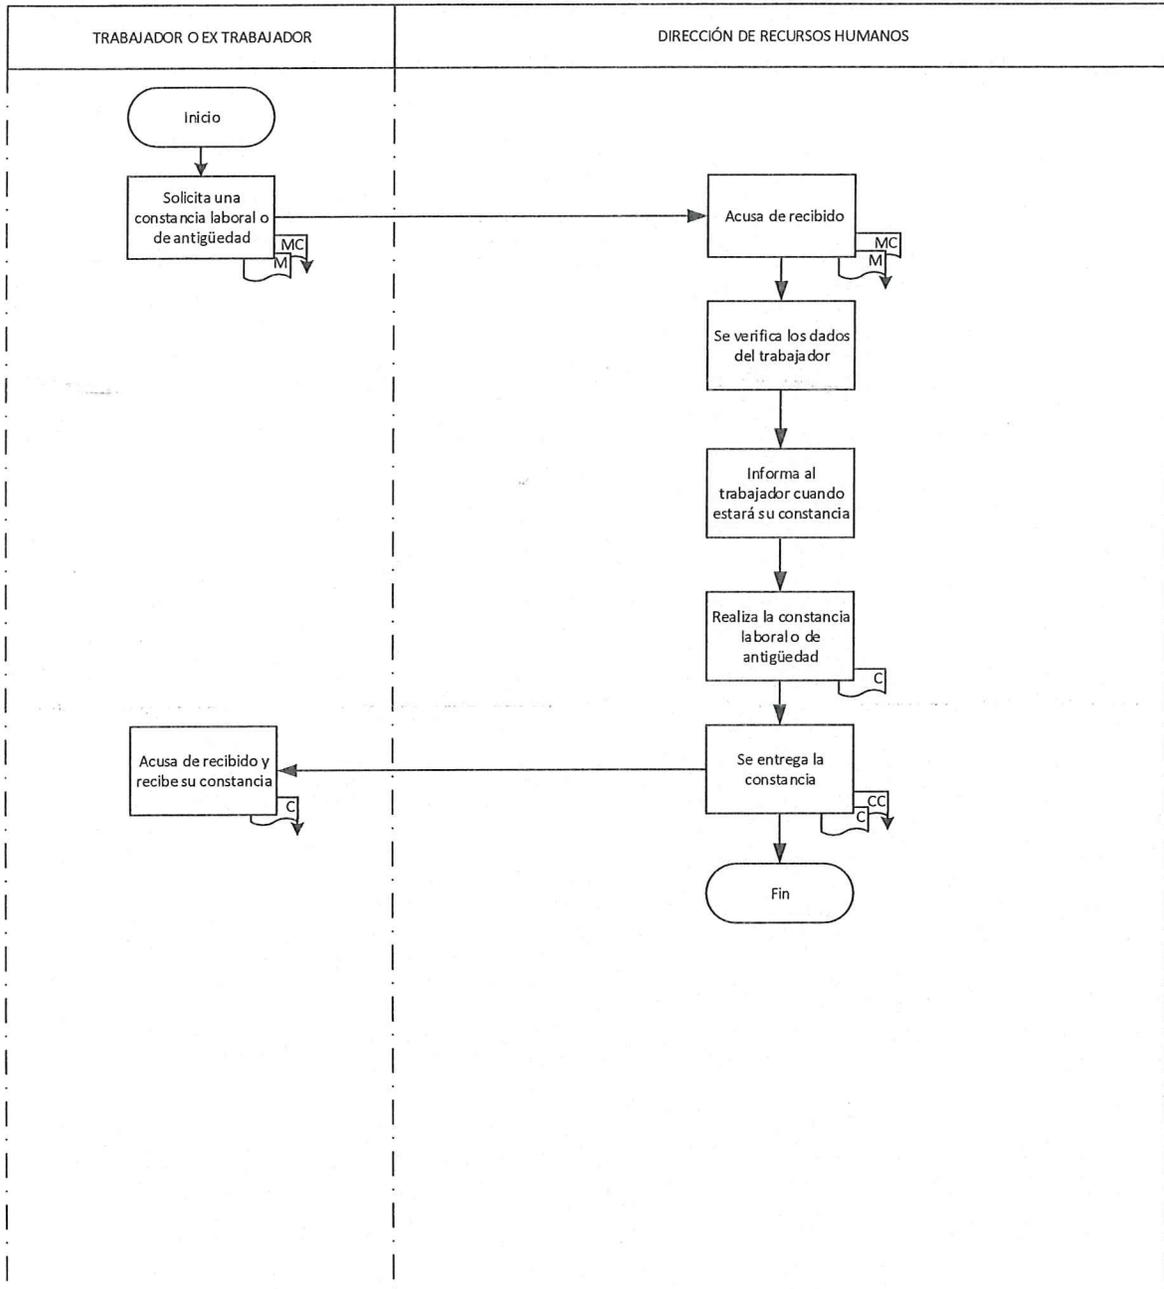 TRABAJADOR O EX TRABAJADOR
DIRECCIÓN DE RECURSOS HUMANOS
Inicio
Solicita una
constancia laboral o
de antigüedad
MC
M
Acusa de recibido
MC
M
Se verifica los dados
del trabajador
Informa al
trabajador cuando
estará su constancia
Realiza la constancia
laboral o de
antigüedad
C
Se entrega la
constancia
CC
C
Acusa de recibido y
recibe su constancia
C
Fin